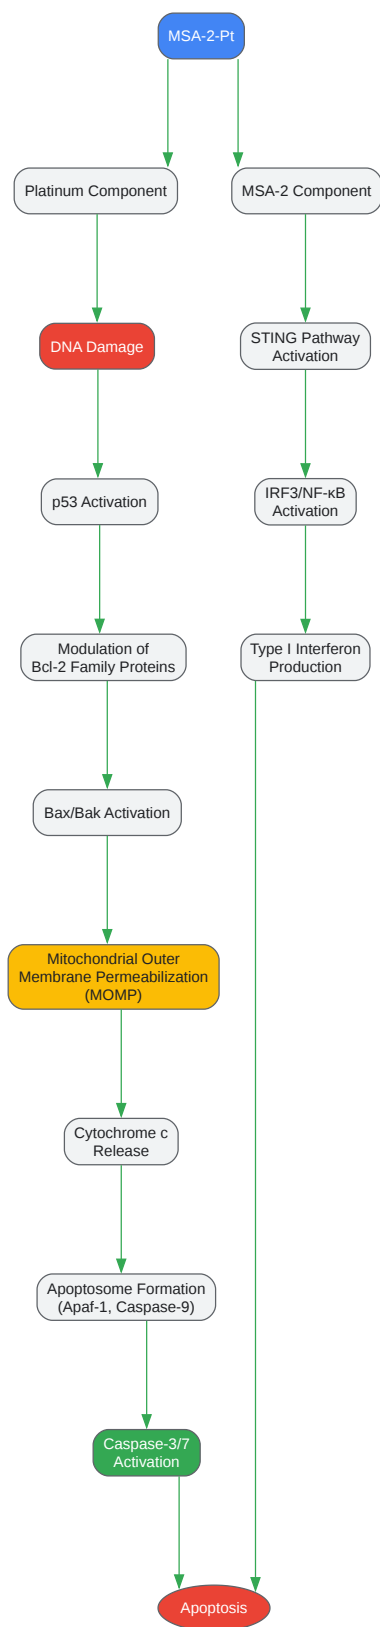 MSA-2-Pt
Platinum Component
MSA-2 Component
DNA Damage
STING Pathway
Activation
p53 Activation
IRF3/NF-κB
Activation
Modulation of
Bcl-2 Family Proteins
Type I Interferon
Production
Bax/Bak Activation
Mitochondrial Outer
Membrane Permeabilization
(MOMP)
Cytochrome c
Release
Apoptosome Formation
(Apaf-1, Caspase-9)
Caspase-3/7
Activation
Apoptosis